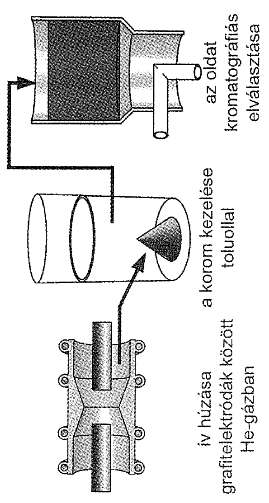 ív húzása
grafitelektródák között
He-gázban
a korom kezelése
toluollal
az oldat
kromatográfiás
elválasztása